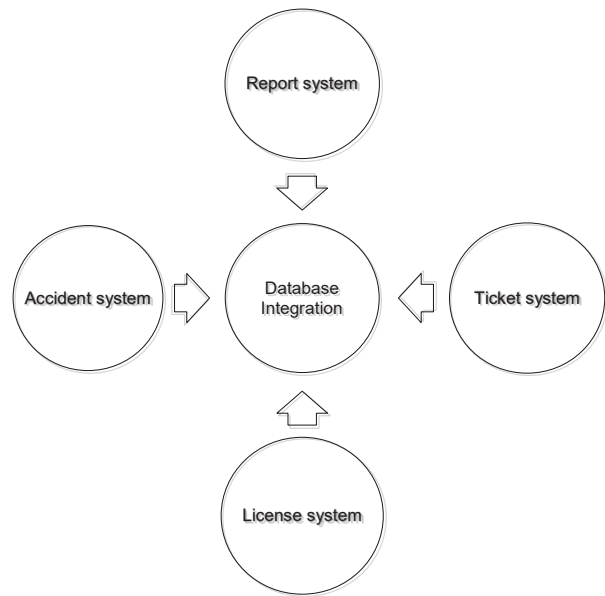 Report system
Accident system
Database
Integration
Ticket system
License system